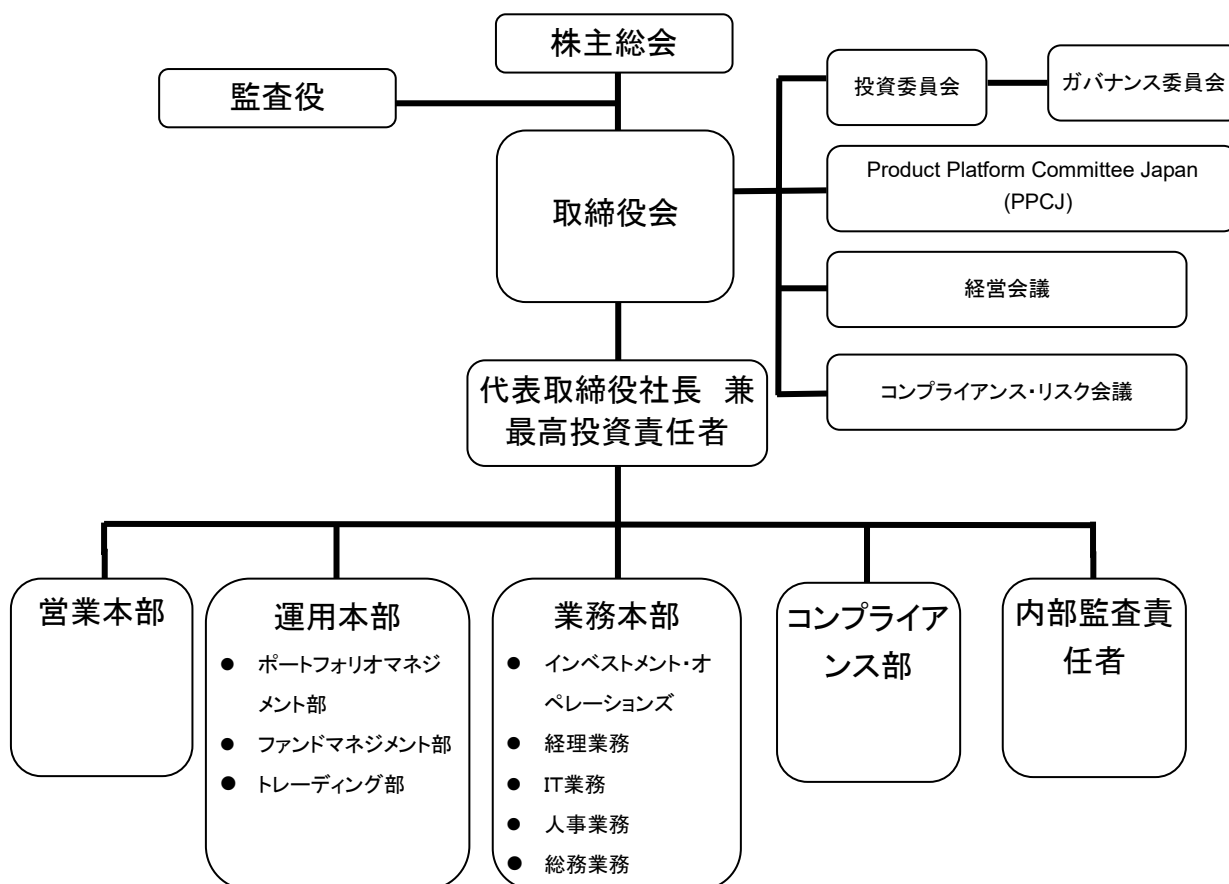 株主総会
監査役
投資委員会
ガバナンス委員会
取締役会
Product Platform Committee Japan
(PPCJ)
経営会議
コンプライアンス・リスク会議
代表取締役社長 兼
最高投資責任者
営業本部
運用本部
● ポートフォリオマネジ
メント部
● ファンドマネジメント部
● トレーディング部
業務本部
● インベストメント・オ
ペレーションズ
● 経理業務
● IT業務
● 人事業務
● 総務業務
コンプライア
ンス部
内部監査責
任者